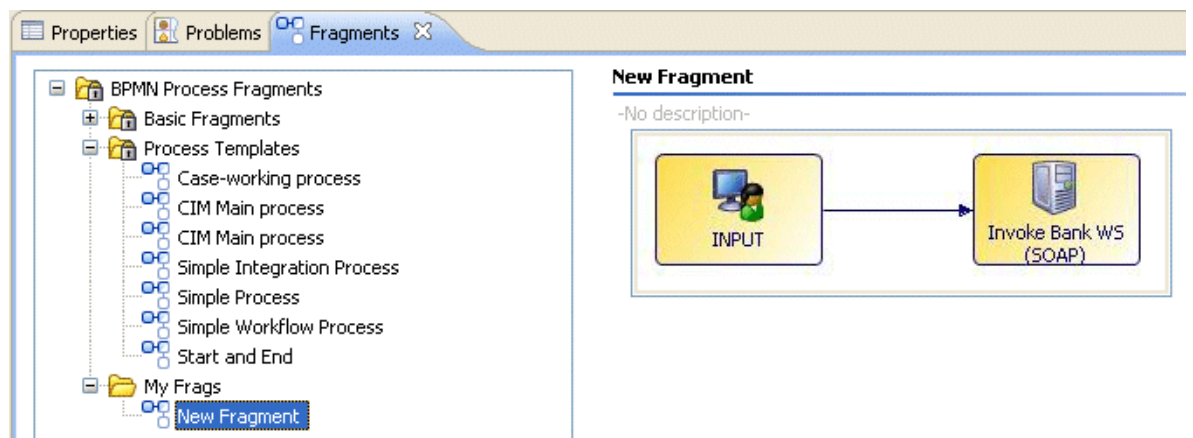 Properties Problems Fragments
BPMN Process Fragments
Basic Fragments
Process Templates
Case-working process
CIM Main process
CIM Main process
Simple Integration Process
Simple Process
Simple Workflow Process
Start and End
My Frags
New Fragment
New Fragment
-No description-
INPUT
Invoke Bank WS
(SOAP)